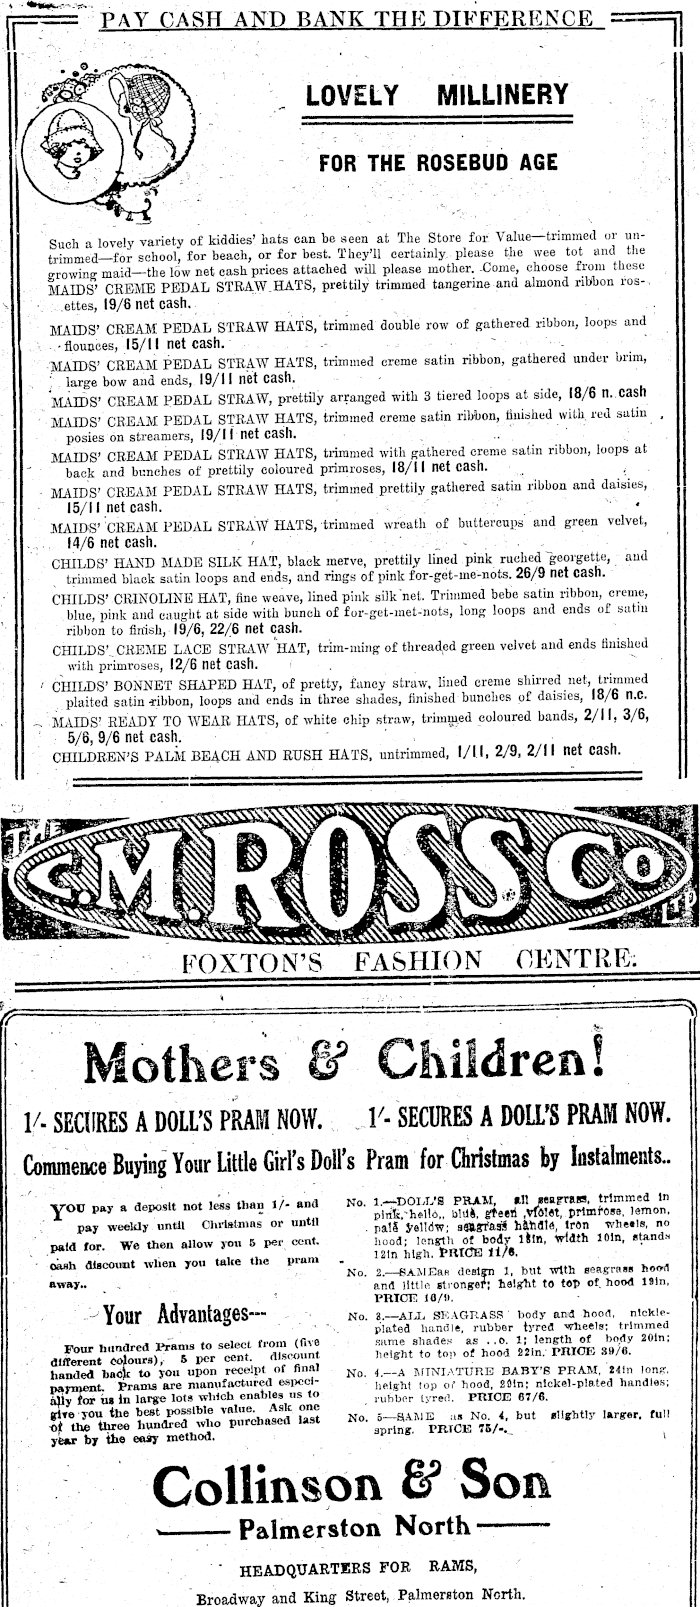 PAY CASH AND BANK THE DIFFERENCE
LOVELY MILLINERY
FOR THE ROSEBUD AGE
Such a lovely variety of kiddies' hats can be seen at The Store for Value—trimmed or un-
trimmed—for school, for beach, or for best. They'll certainly please the wee tot and the
growing maid—the low net cash prices attached will please mother. Come, choose from these
MAIDS' CREME PEDAL STRAW HATS, prettily trimmed tangerine and almond ribbon ros-
ettes, 19/6 net cash.
MAIDS' CREAM PEDAL STRAW HATS, trimmed double row of gathered ribbon, loops and
flounces, 15/11 net cash.
MAIDS' CREAM PEDAL STRAW HATS, trimmed creme satin ribbon, gathered under brim,
large bow and ends, 19/11 net cash.
MAIDS' CREAM PEDAL STRAW, prettily arranged with 3 tiered loops at side, 18/6 n. cash
MAIDS' CREAM PEDAL STRAW HATS, trimmed creme satin ribbon, finished with red satin
posies on streamers, 19/11 net cash.
MAIDS' CREAM PEDAL STRAW HATS, trimmed with gathered creme satin ribbon, loops at
back and bunches of prettily coloured primroses, 18/11 net cash.
MAIDS' CREAM PEDAL STRAW HATS, trimmed prettily gathered satin ribbon and daisies,
15/11 net cash.
MAIDS' CREAM PEDAL STRAW HATS, trimmed wreath of buttercups and green velvet,
14/6 net cash.
CHILDS' HAND MADE SILK HAT, black merve, prettily lined pink ruched georgette, and
trimmed black satin loops and ends, and rings of pink for-get-me-nots. 26/9 net cash.
CHILDS' CRINOLINE HAT, fine weave, lined pink silk net. Trimmed bebe satin ribbon, creme,
blue, pink and caught at side with bunch of for-get-met-nots, long loops and ends of satin
ribbon to finish, 19/6, 22/6 net cash.
CHILDS' CREME LACE STRAW HAT, trim-ming of threaded green velvet and ends finished
with primroses, 12/6 net cash.
CHILDS' BONNET SHAPED HAT, of pretty, fancy straw, lined creme shirred net, trimmed
plaited satin ribbon, loops and ends in three shades, finished bunches of daisies, 18/6 n.c.
MAIDS' READY TO WEAR HATS, of white chip straw, trimmed coloured bands, 2/11, 3/6,
5/6, 9/6 net cash.
CHILDREN'S PALM BEACH AND RUSH HATS, untrimmed, 1/11, 2/9, 2/11 net cash.
THE
C.M. ROSS. Co
LTD
FOXTON'S FASHION CENTRE.
Mothers & Children!
1/- SECURES A DOLL'S PRAM NOW. 1/- SECURES A DOLL'S PRAM NOW.
Commence Buying Your Little Girl's Doll's Pram for Christmas by Instalments..
YOU pay a deposit not less than 1/- and
pay weekly until Christmas or until
paid for. We then allow you 5 per cent.
cash discount when you take the pram
away..
Your Advantages---
Four hundred Prams to select from (five
different colours), 5 per cent. discount
handed back to you upon receipt of final
payment. Prams are manufactured especi-
ally for us in large lots which enables us to
give you the best possible value. Ask one
of the three hundred who purchased last
year by the easy method.
No. 1.—DOLL'S PRAM, all seagrass, trimmed in
pink, helio., blue, green, violet, primrose, lemon,
pale yellow; seagrass handle, iron wheels, no
hood; length of body 18in, width 10in, stands
12in high. PRICE 11/6.
No. 2.—SAME as design 1, but with seagrass hood
and little stronger; height to top of hood 19in,
PRICE 16/9.
No. 3.—ALL SEAGRASS body and hood, nickle-
plated handle, rubber tyred wheels; trimmed
same shades as ..o. 1; length of body 20in;
height to top of hood 22in. PRICE 39/6.
No. 4.—A MINIATURE BABY'S PRAM, 24in long,
height top of hood, 29in; nickel-plated handles;
rubber tyred. PRICE 67/6.
No. 5—SAME as No. 4, but slightly larger, full
spring. PRICE 75/-.
Collinson & Son
Palmerston North
HEADQUARTERS FOR RAMS,
Broadway and King Street, Palmerston North.